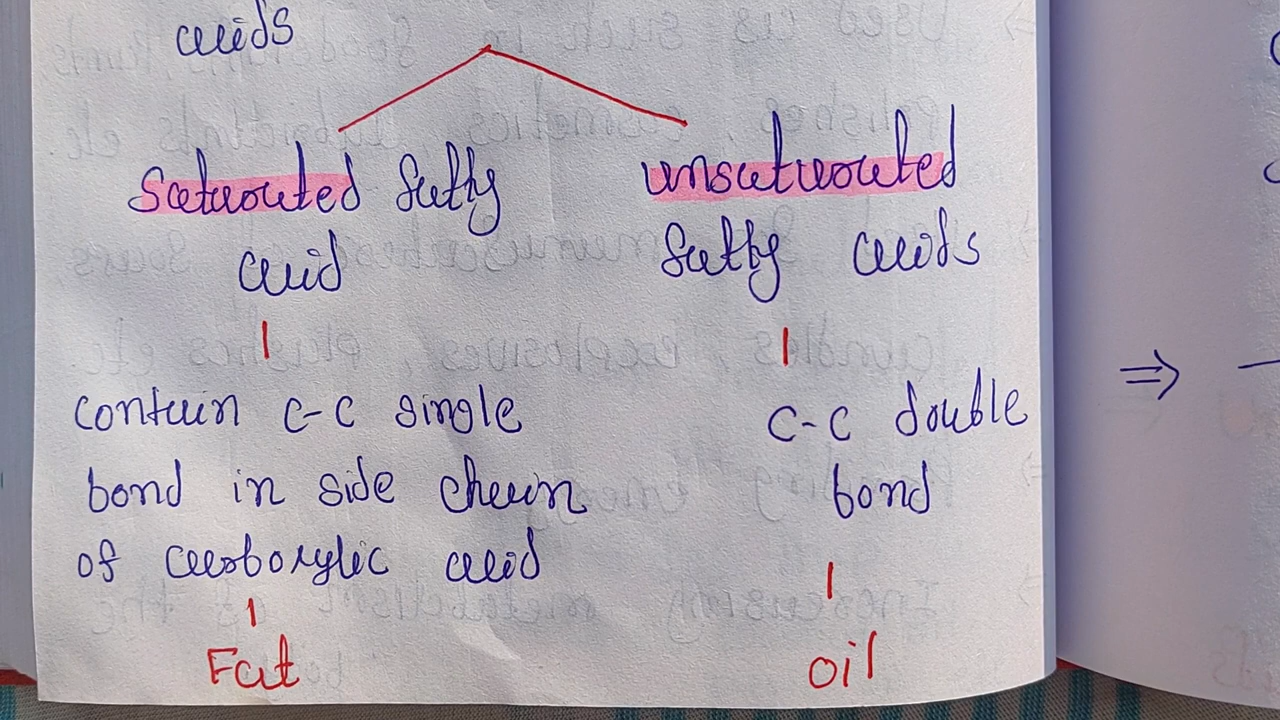 acids
Saturated fatty
acid
unsaturated
fatty acids
contain C-C single
bond in side chain
of carboxylic acid
Fat
C-C double
bond
oil
⇒